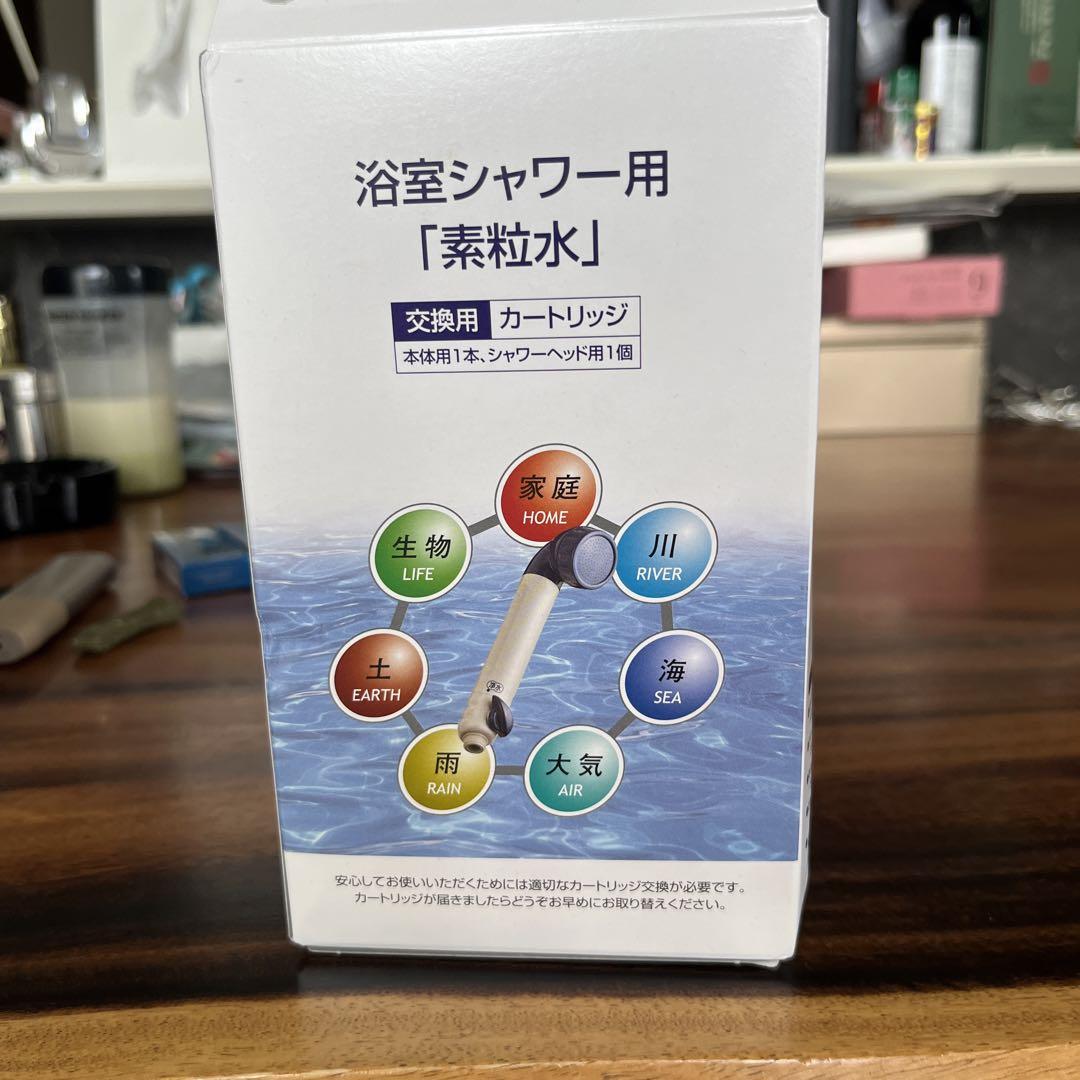 浴室シャワー用
「素粒水」
交換用 カートリッジ
本体用1本、シャワーヘッド用1個
家庭
HOME
生物
LIFE
川
RIVER
土
EARTH
海
SEA
雨
RAIN
大気
AIR
安心してお使いいただくためには適切なカートリッジ交換が必要です。
カートリッジが届きましたらどうぞお早めにお取り替えください。